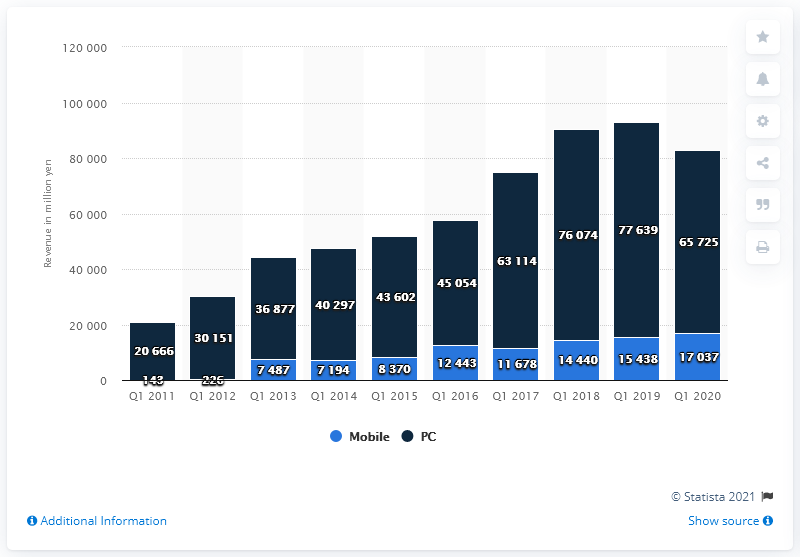 120 000
100 000
80 000
60 000
40 000
20 000
0
Revenue in million yen
20 666
30 151
36 877
40 297
43 602
45 054
63 114
76 074
77 639
65 725
143
226
7 487
7 194
8 370
12 443
11 678
14 440
15 438
17 037
Q1 2011
Q1 2012
Q1 2013
Q1 2014
Q1 2015
Q1 2016
Q1 2017
Q1 2018
Q1 2019
Q1 2020
Mobile
PC
© Statista 2021
Additional Information
Show source